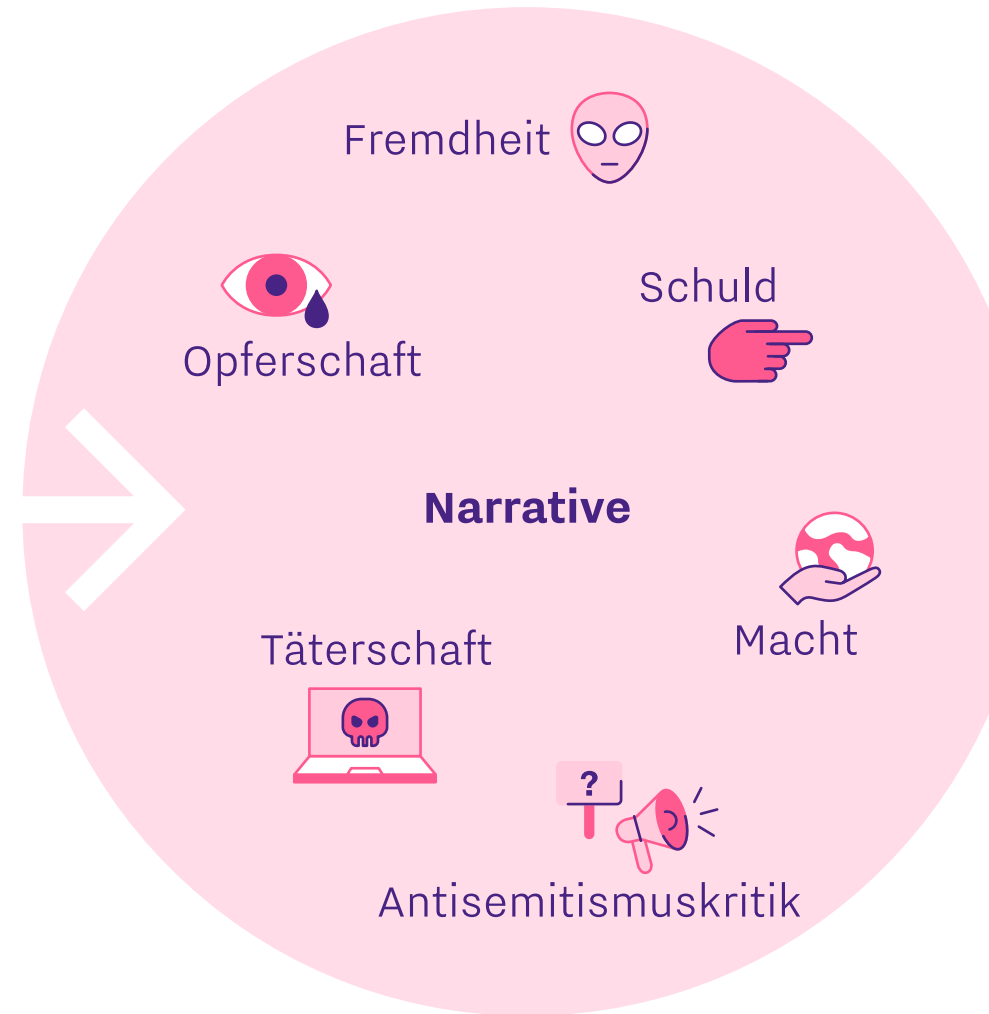 Fremdheit
Schuld
Opferschaft
Narrative
Macht
Täterschaft
?
Antisemitismuskritik